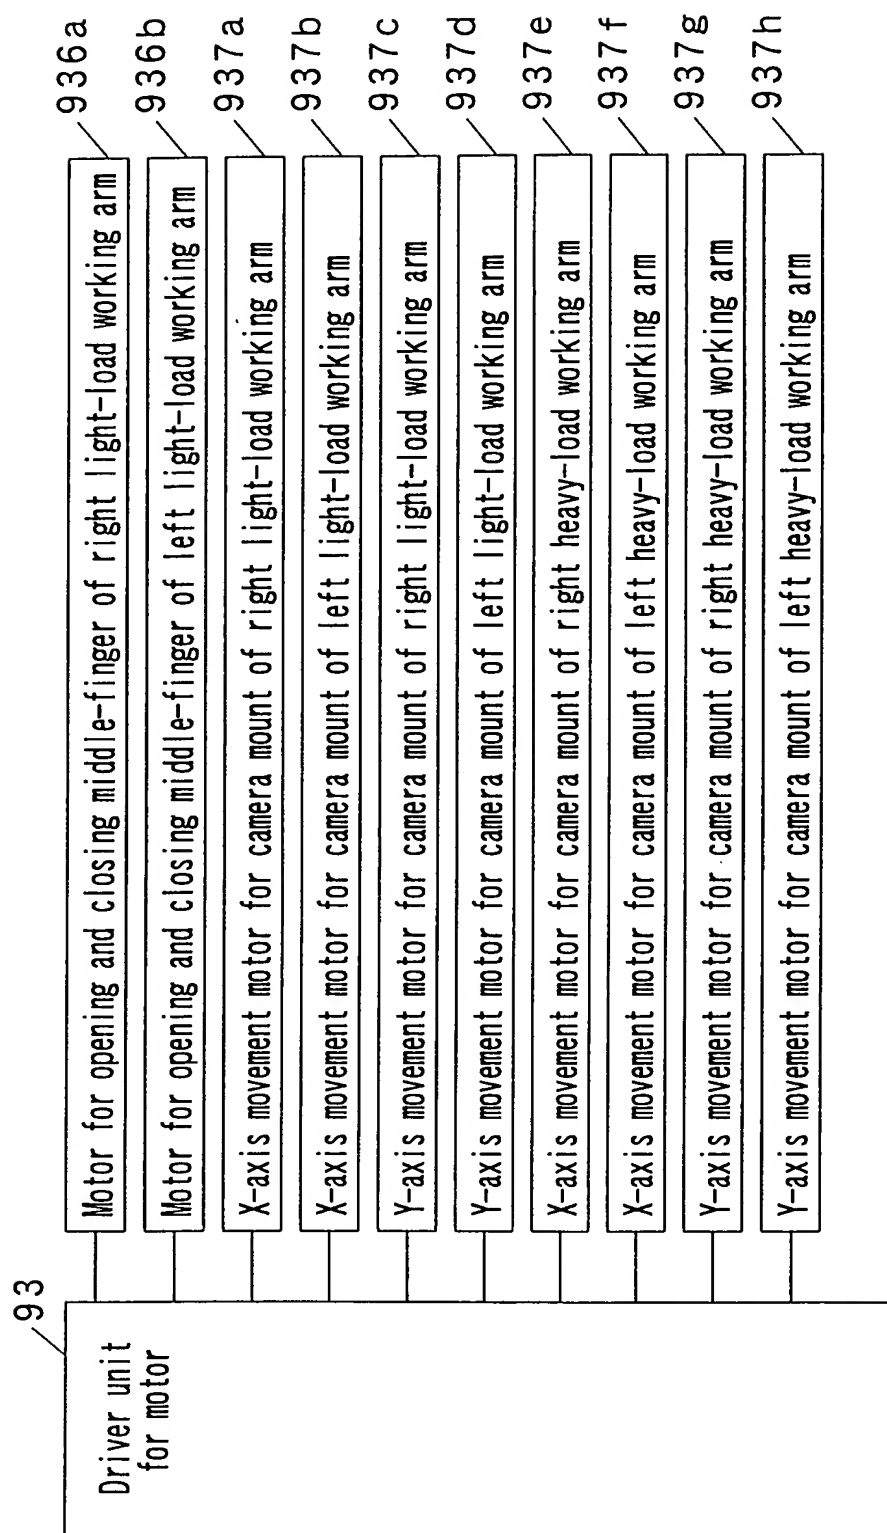 93
Driver unit
for motor
Motor for opening and closing middle-finger of right light-load working arm
936a
Motor for opening and closing middle-finger of left light-load working arm
936b
X-axis movement motor for camera mount of right light-load working arm
937a
X-axis movement motor for camera mount of left light-load working arm
937b
Y-axis movement motor for camera mount of right light-load working arm
937c
Y-axis movement motor for camera mount of left light-load working arm
937d
X-axis movement motor for camera mount of right heavy-load working arm
937e
X-axis movement motor for camera mount of left heavy-load working arm
937f
Y-axis movement motor for camera mount of right heavy-load working arm
937g
Y-axis movement motor for camera mount of left heavy-load working arm
937h